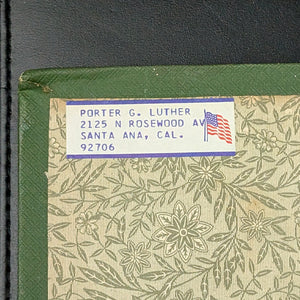 PORTER G. LUTHER
2125 N ROSEWOOD AV
SANTA ANA, CAL.
92706